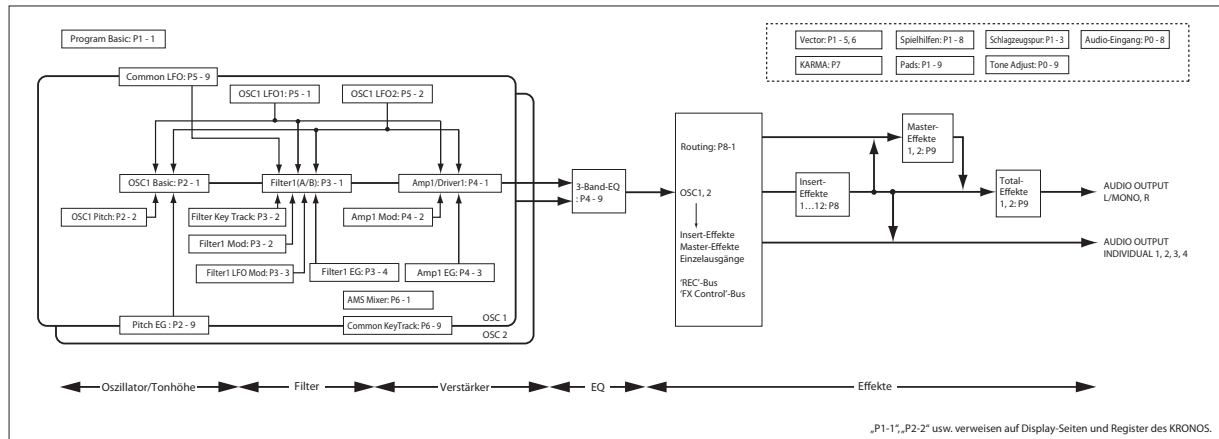 Program Basic: P1 - 1
Vector: P1 - 5, 6
Spielhilfen: P1 - 8
Schlagzeugspur: P1 - 3
Audio-Eingang: P0 - 8
KARMA: P7
Pads: P1 - 9
Tone Adjust: P0 - 9
Common LFO: P5 - 9
OSC1 LFO1: P5 - 1
OSC1 LFO2: P5 - 2
OSC1 Basic: P2 - 1
Filter1(A/B): P3 - 1
Amp1/Driver1: P4 - 1
OSC1 Pitch: P2 - 2
Filter Key Track: P3 - 2
Amp1 Mod: P4 - 2
Filter1 Mod: P3 - 2
Filter1 LFO Mod: P3 - 3
Filter1 EG: P3 - 4
Amp1 EG: P4 - 3
AMS Mixer: P6 - 1
Pitch EG: P2 - 9
Common KeyTrack: P6 - 9
OSC 1
OSC 2
3-Band-EQ
: P4 - 9
Routing: P8-1
OSC1, 2
Insert-Effekte
Master-Effekte
Einzelausgänge
'REC'-Bus
'FX Control'-Bus
Insert-
Effekte
1…12: P8
Master-
Effekte
1, 2: P9
Total-
Effekte
1, 2: P9
AUDIO OUTPUT
L/MONO, R
AUDIO OUTPUT
INDIVIDUAL 1, 2, 3, 4
Oszillator/Tonhöhe
Filter
Verstärker
EQ
Effekte
„P1-1“, „P2-2“ usw. verweisen auf Display-Seiten und Register des KRONOS.